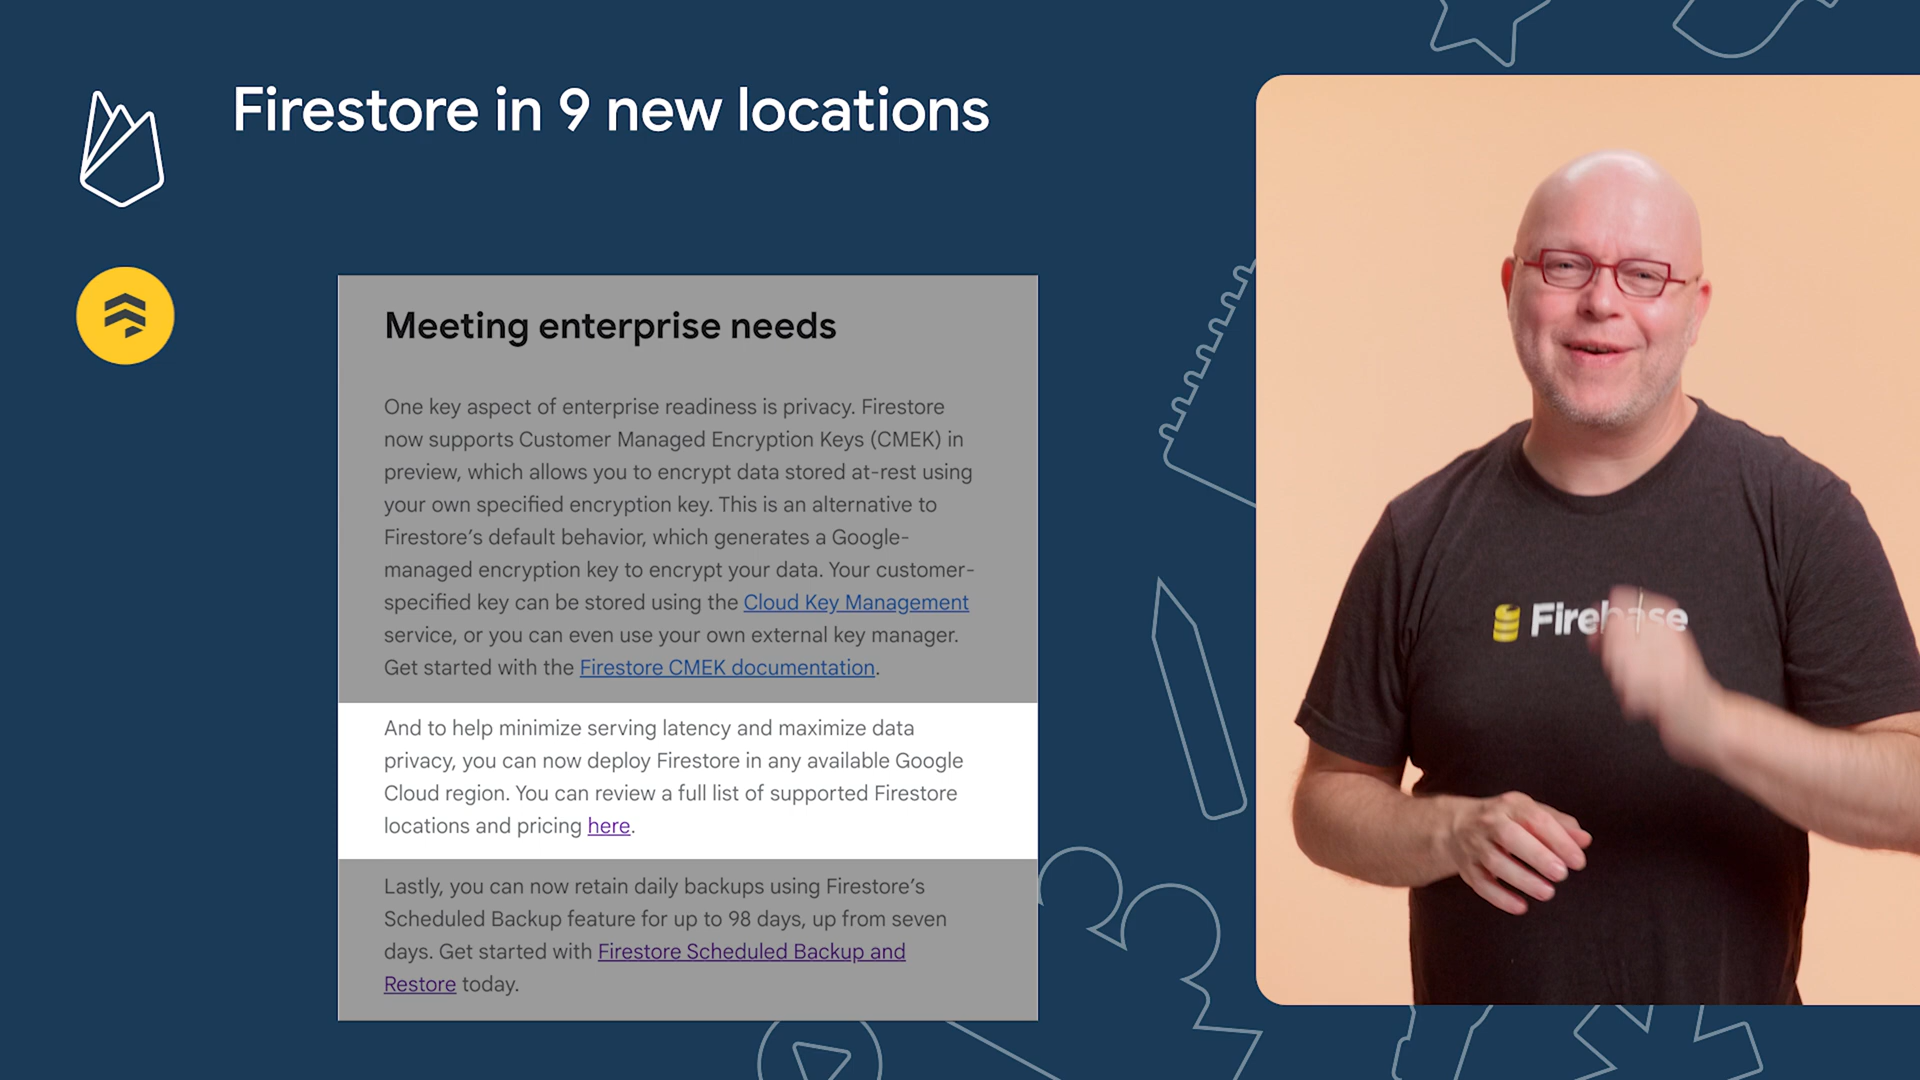 Firestore in 9 new locations
Meeting enterprise needs
One key aspect of enterprise readiness is privacy. Firestore
now supports Customer Managed Encryption Keys (CMEK) in
preview, which allows you to encrypt data stored at-rest using
your own specified encryption key. This is an alternative to
Firestore's default behavior, which generates a Google-
managed encryption key to encrypt your data. Your customer-
specified key can be stored using the Cloud Key Management
service, or you can even use your own external key manager.
Get started with the Firestore CMEK documentation.
And to help minimize serving latency and maximize data
privacy, you can now deploy Firestore in any available Google
Cloud region. You can review a full list of supported Firestore
locations and pricing here.
Lastly, you can now retain daily backups using Firestore's
Scheduled Backup feature for up to 98 days, up from seven
days. Get started with Firestore Scheduled Backup and
Restore today.
Firebase